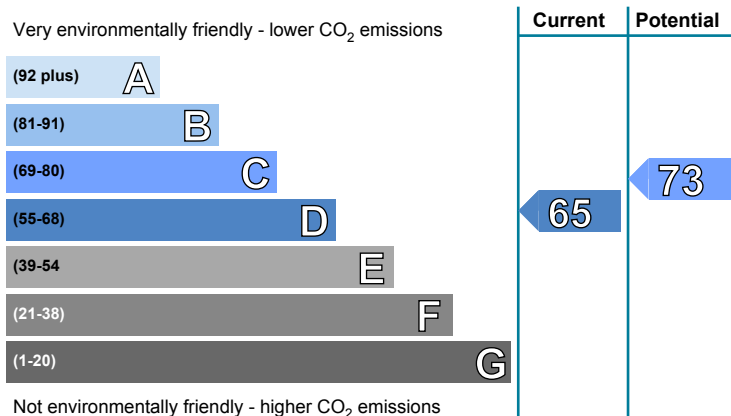 Very environmentally friendly - lower CO2 emissions
Current
Potential
(92 plus) A
(81-91) B
(69-80) C
(55-68) D
(39-54 E
(21-38) F
(1-20) G
65
73
Not environmentally friendly - higher CO2 emissions